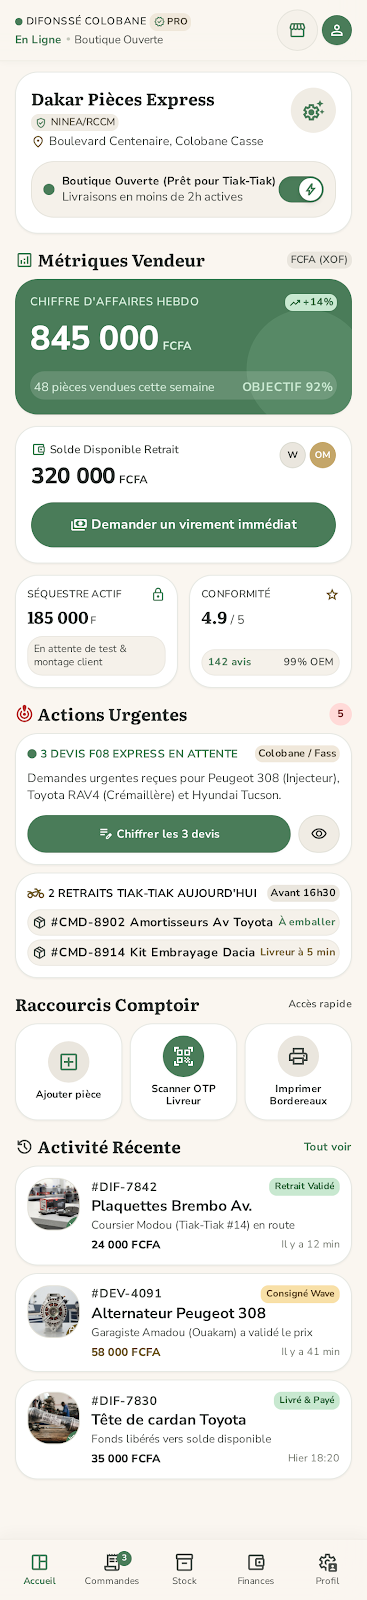 DIFONSSÉ COLOBANE PRO
En Ligne • Boutique Ouverte
Dakar Pièces Express
NINEA/RCCM
Boulevard Centenaire, Colobane Casse
Boutique Ouverte (Prêt pour Tiak-Tiak)
Livraisons en moins de 2h actives
Métriques Vendeur FCFA (XOF)
CHIFFRE D'AFFAIRES HEBDO +14%
845 000 FCFA
48 pièces vendues cette semaine OBJECTIF 92%
Solde Disponible Retrait W OM
320 000 FCFA
Demander un virement immédiat
SÉQUESTRE ACTIF
185 000 F
En attente de test &
montage client
CONFORMITÉ
4.9 / 5
142 avis 99% OEM
Actions Urgentes 5
3 DEVIS F08 EXPRESS EN ATTENTE Colobane / Fass
Demandes urgentes reçues pour Peugeot 308 (Injecteur),
Toyota RAV4 (Crémaillère) et Hyundai Tucson.
Chiffrer les 3 devis
2 RETRAITS TIAK-TIAK AUJOURD'HUI Avant 16h30
#CMD-8902 Amortisseurs Av Toyota À emballer
#CMD-8914 Kit Embrayage Dacia Livreur à 5 min
Raccourcis Comptoir Accès rapide
Ajouter pièce
Scanner OTP
Livreur
Imprimer
Bordereaux
Activité Récente Tout voir
#DIF-7842 Retrait Validé
Plaquettes Brembo Av.
Coursier Modou (Tiak-Tiak #14) en route
24 000 FCFA Il y a 12 min
#DEV-4091 Consigné Wave
Alternateur Peugeot 308
Garagiste Amadou (Ouakam) a validé le prix
58 000 FCFA Il y a 41 min
#DIF-7830 Livré & Payé
Tête de cardan Toyota
Fonds libérés vers solde disponible
35 000 FCFA Hier 18:20
3
Accueil Commandes Stock Finances Profil